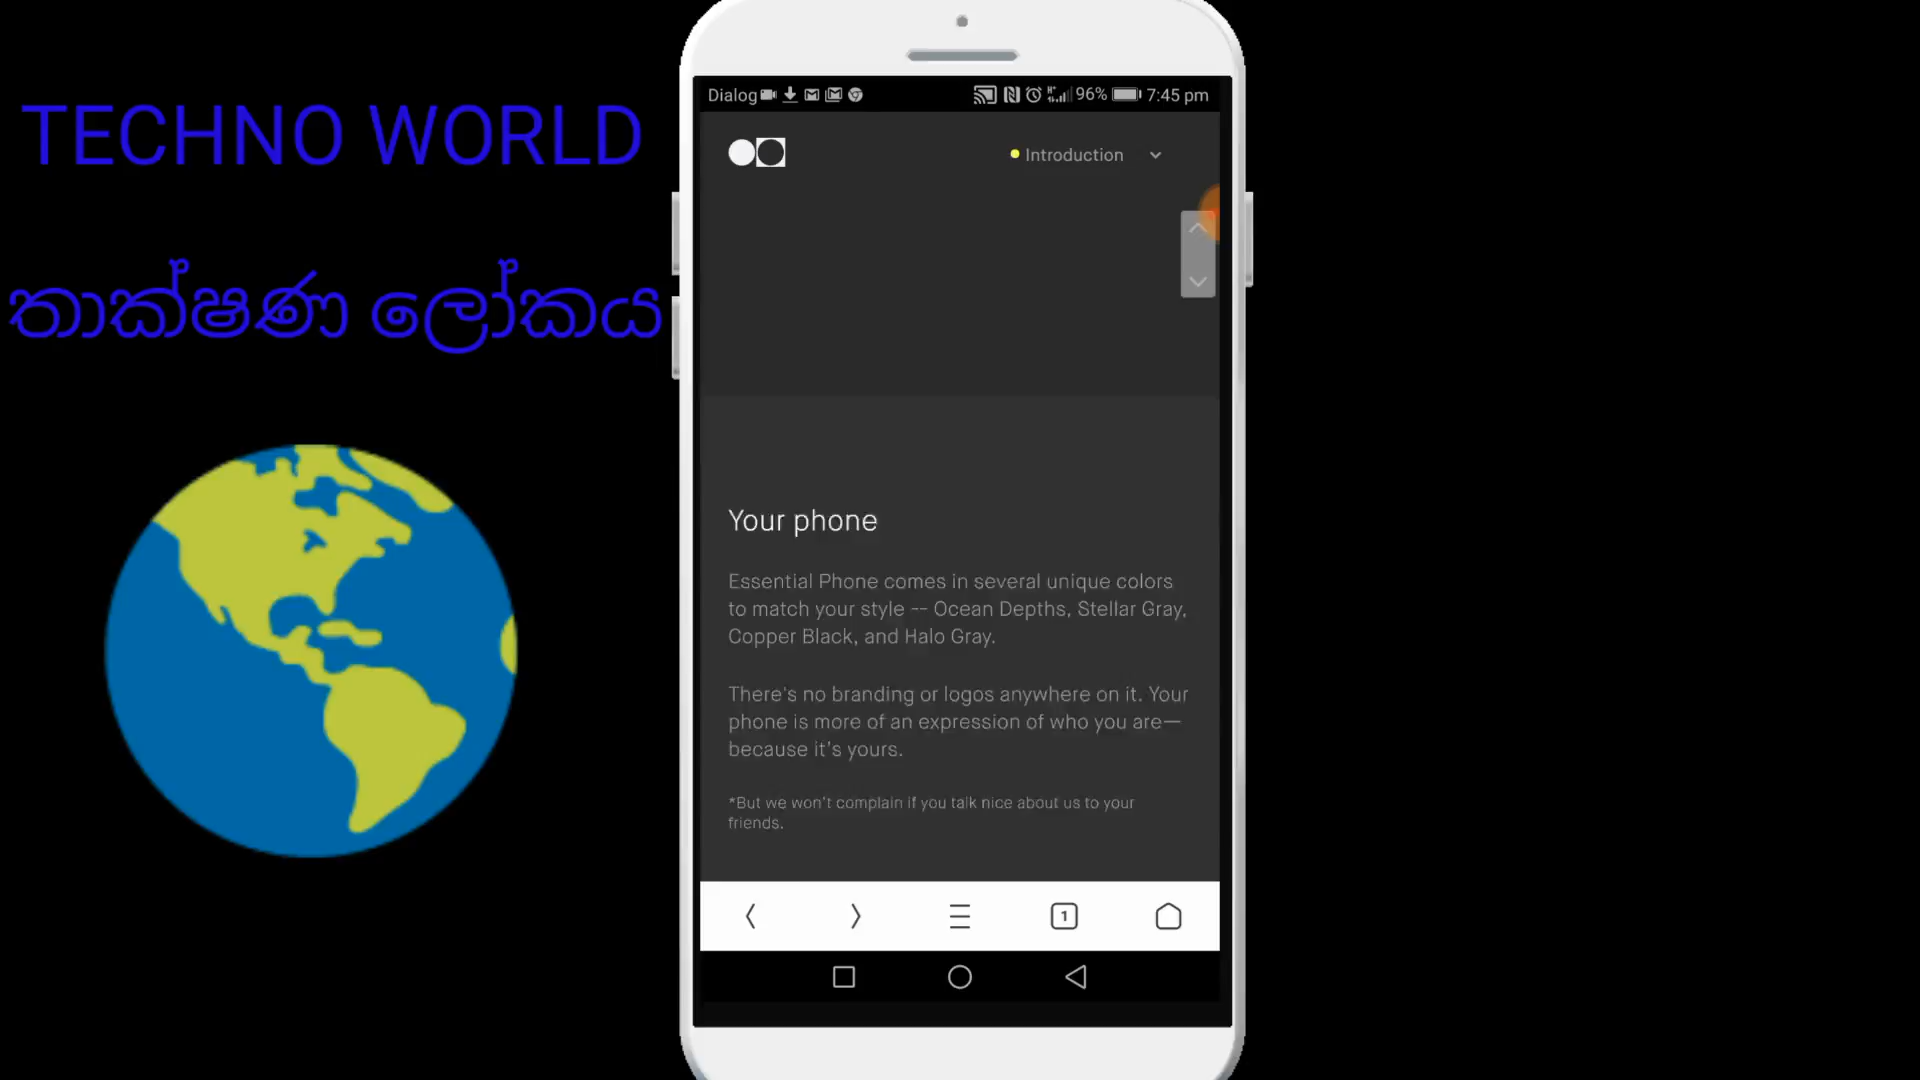 TECHNO WORLD
තාක්ෂණ ලෝකය
Dialog
96%
7:45 pm
Introduction
Your phone
Essential Phone comes in several unique colors
to match your style -- Ocean Depths, Stellar Gray,
Copper Black, and Halo Gray.
There's no branding or logos anywhere on it. Your
phone is more of an expression of who you are—
because it's yours.
*But we won't complain if you talk nice about us to your
friends.
1